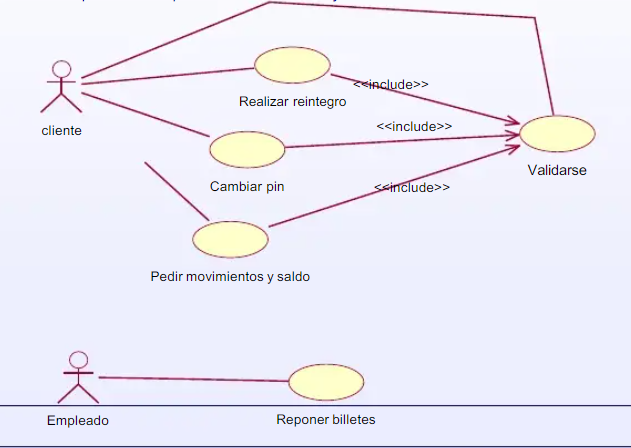 Realizar reintegro
<<include>>
cliente
<<include>>
Validarse
Cambiar pin
<<include>>
Pedir movimientos y saldo
Empleado
Reponer billetes